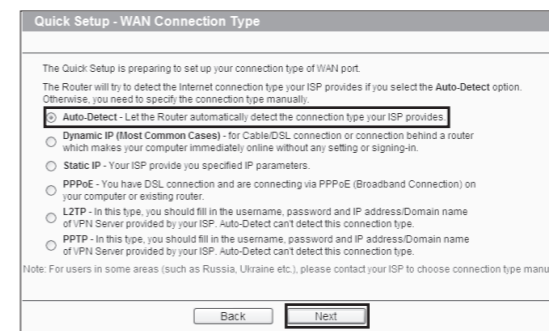 Quick Setup - WAN Connection Type
The Quick Setup is preparing to set up your connection type of WAN port.
The Router will try to detect the Internet connection type your ISP provides if you select the Auto-Detect option.
Otherwise, you need to specify the connection type manually.
Auto-Detect - Let the Router automatically detect the connection type your ISP provides.
Dynamic IP (Most Common Cases) - for Cable/DSL connection or connection behind a router
which makes your computer immediately online without any setting or signing-in.
Static IP - Your ISP provide you specified IP parameters.
PPPoE - You have DSL connection and are connecting via PPPoE (Broadband Connection) on
your computer or existing router.
L2TP - In this type, you should fill in the username, password and IP address/Domain name
of VPN Server provided by your ISP. Auto-Detect can't detect this connection type.
PPTP - In this type, you should fill in the username, password and IP address/Domain name
of VPN Server provided by your ISP. Auto-Detect can't detect this connection type.
Note: For users in some areas (such as Russia, Ukraine etc.), please contact your ISP to choose connection type manu
Back Next